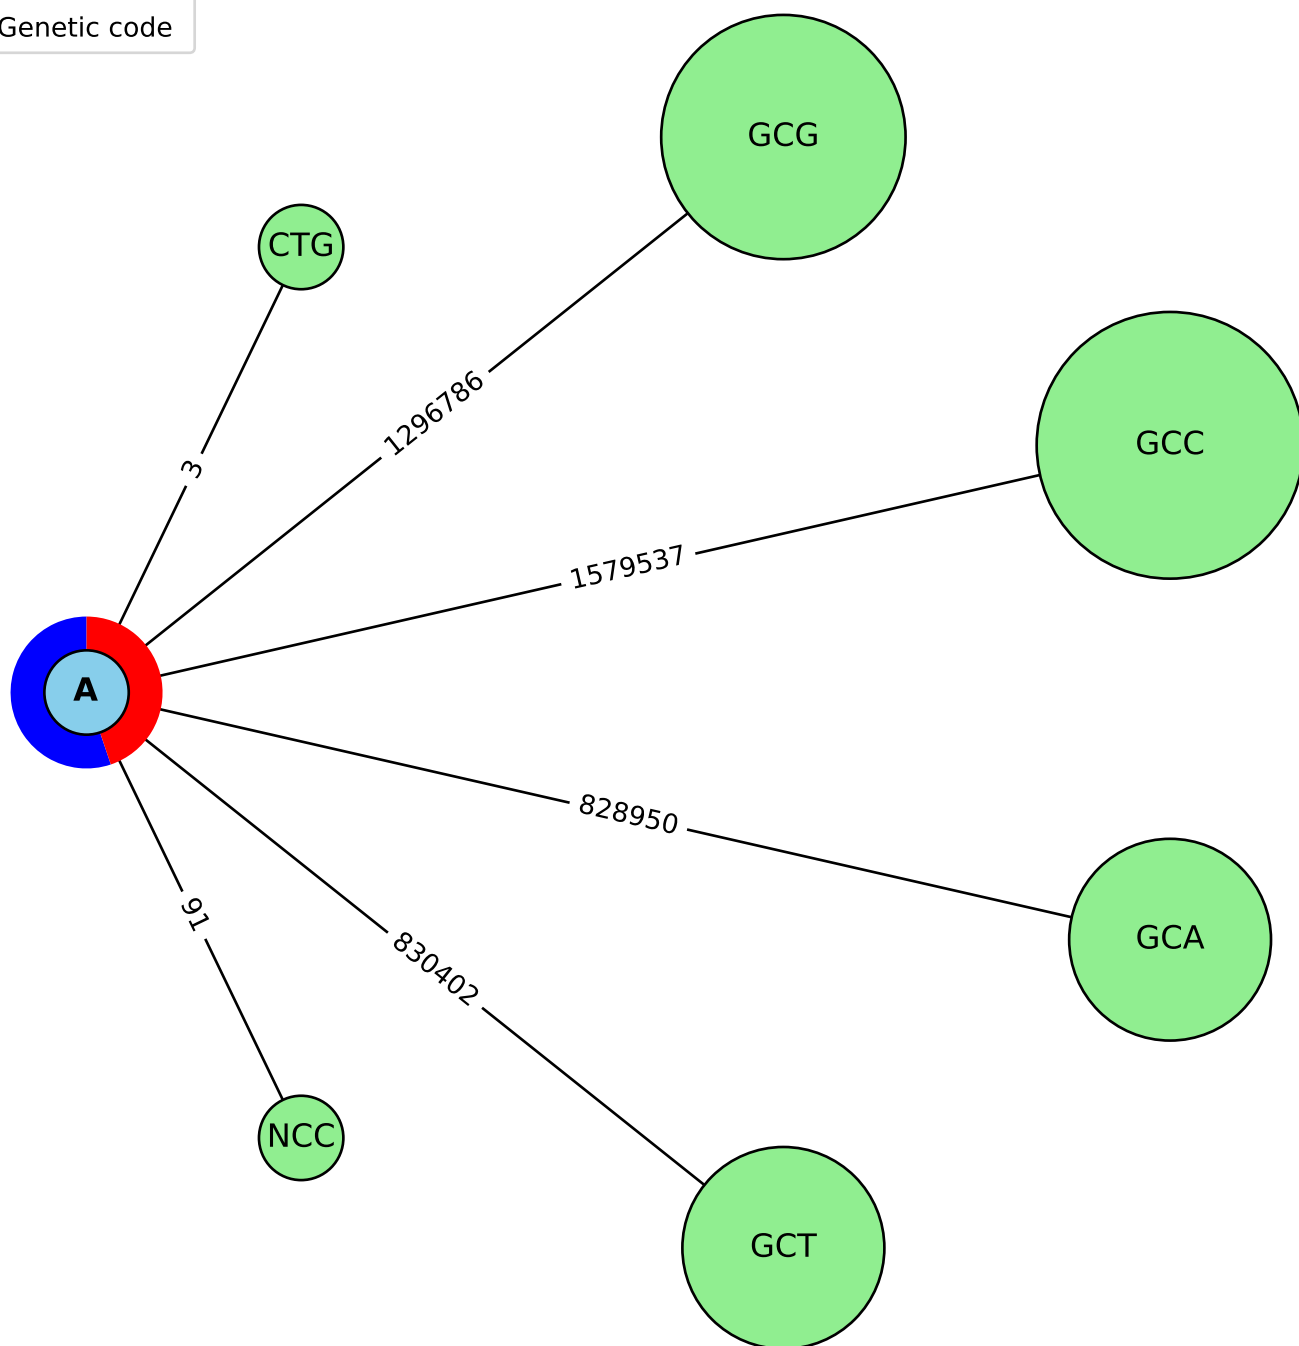 Genetic code
GCG
CTG
1296786
GCC
3
1579537
A
828950
91
830402
GCA
NCC
GCT